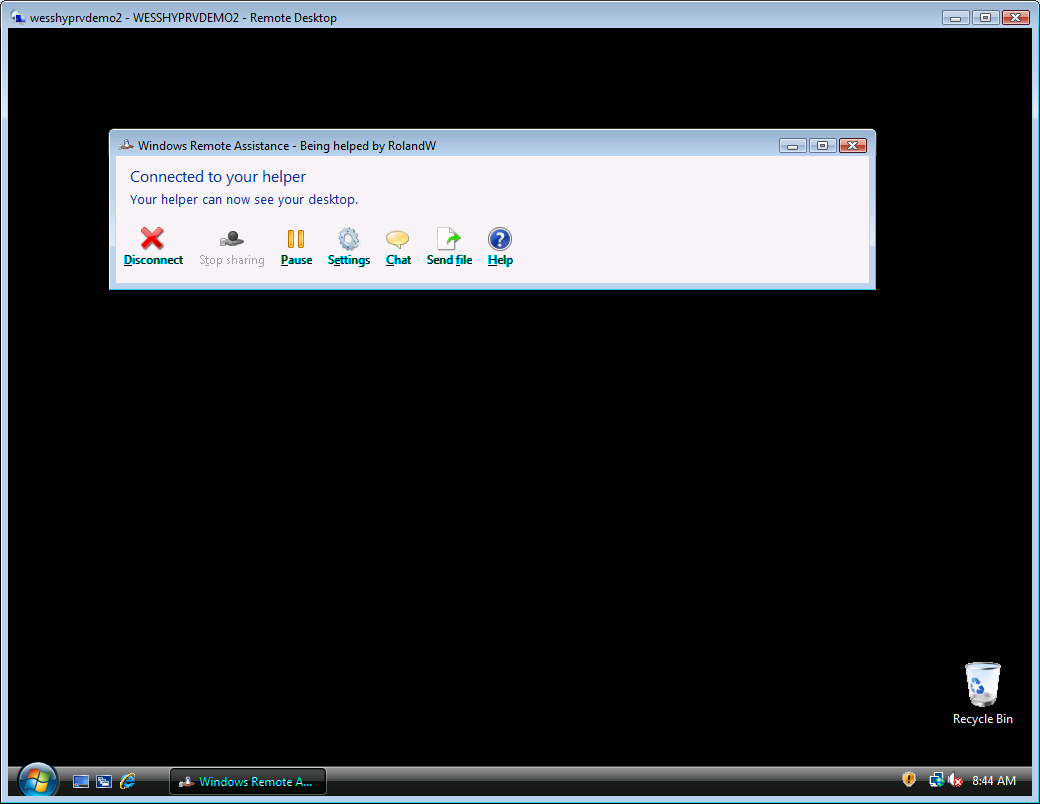 wesshyprvdemo2 - WESSHYPRVDEMO2 - Remote Desktop
Windows Remote Assistance - Being helped by RolandW
Connected to your helper
Your helper can now see your desktop.
Disconnect Stop sharing Pause Settings Chat Send file Help
Recycle Bin
Windows Remote A... 8:44 AM